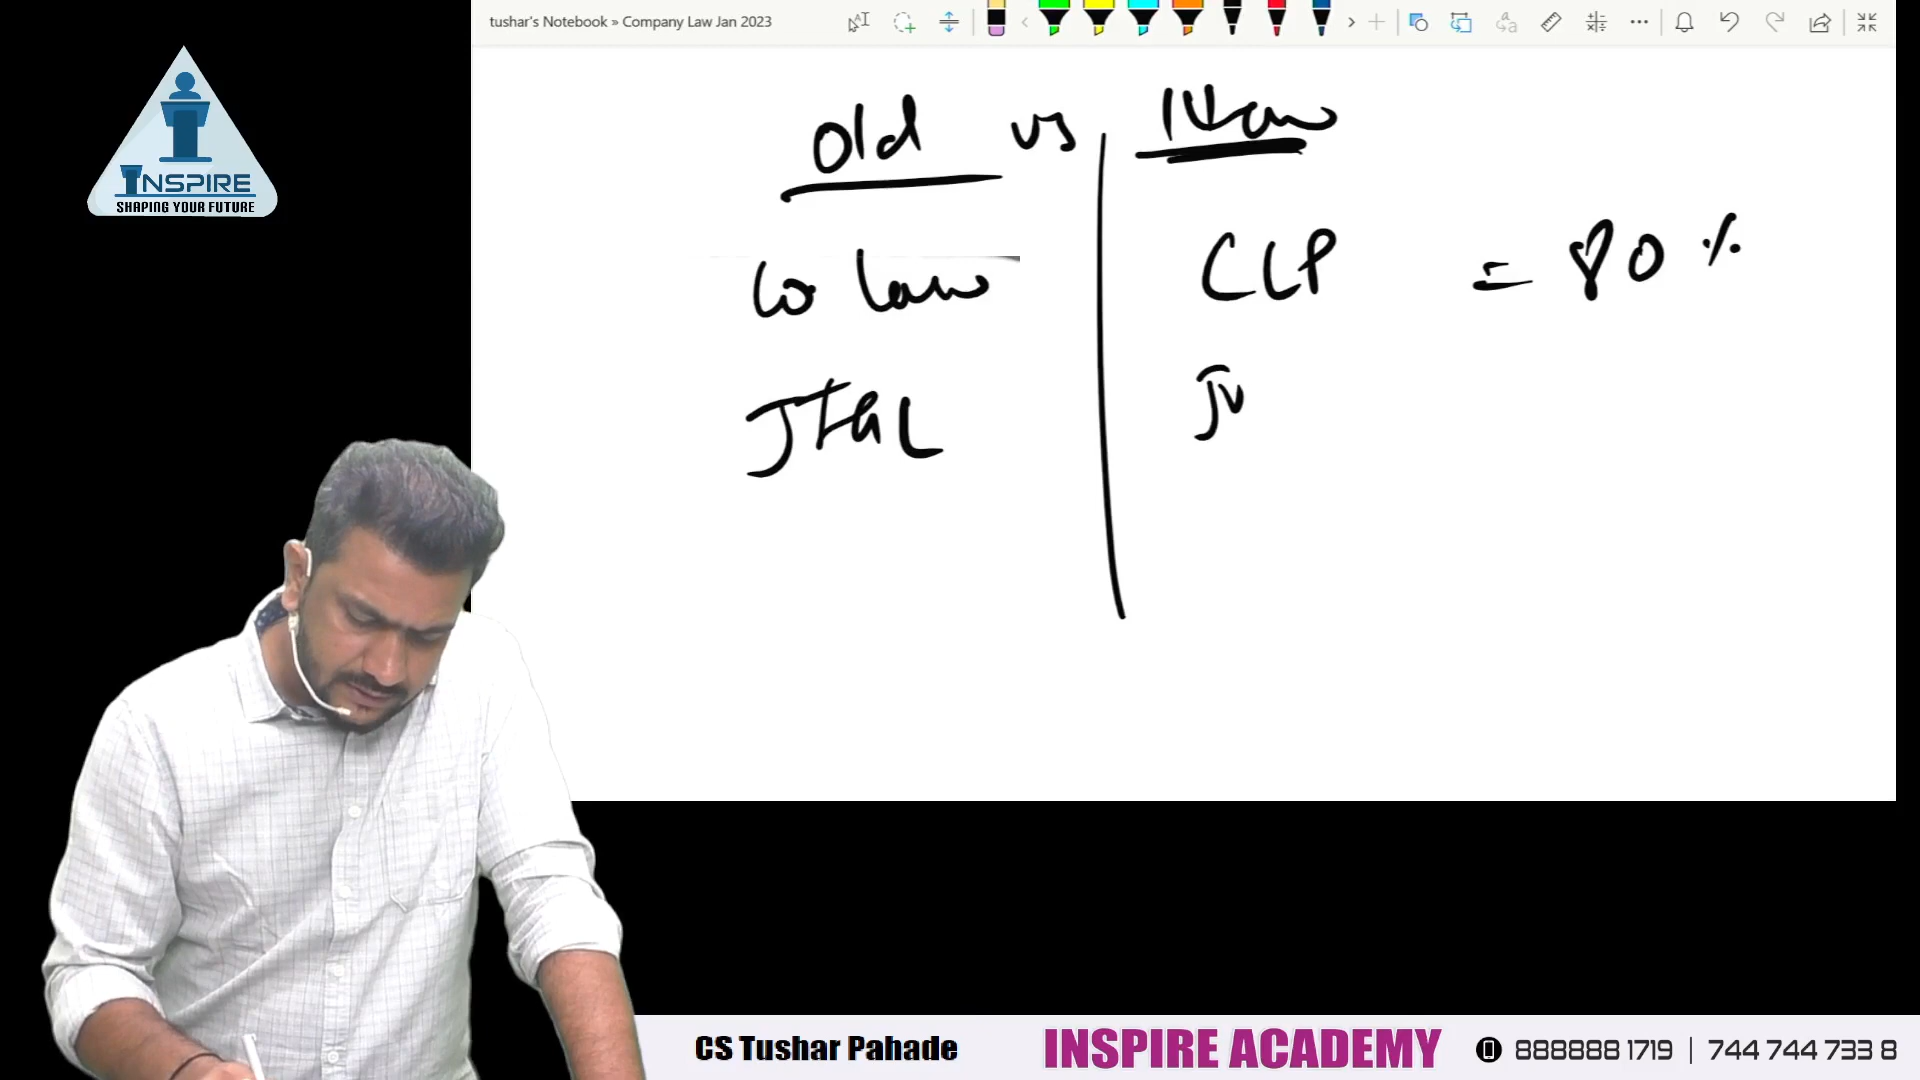 tushar's Notebook » Company Law Jan 2023
INSPIRE
SHAPING YOUR FUTURE
Old vs New
Co Law
CLP = 80 %
JIGL
CS Tushar Pahade
INSPIRE ACADEMY
888888 1719 | 744 744 733 8